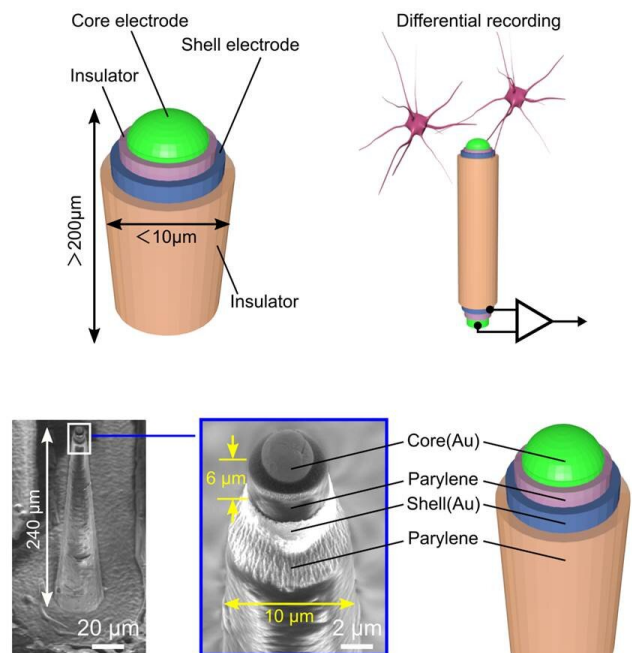 Core electrode
Shell electrode
Insulator
>200μm
<10μm
Insulator
Differential recording
240 μm
20 μm
6 μm
10 μm
2 μm
Core(Au)
Parylene
Shell(Au)
Parylene